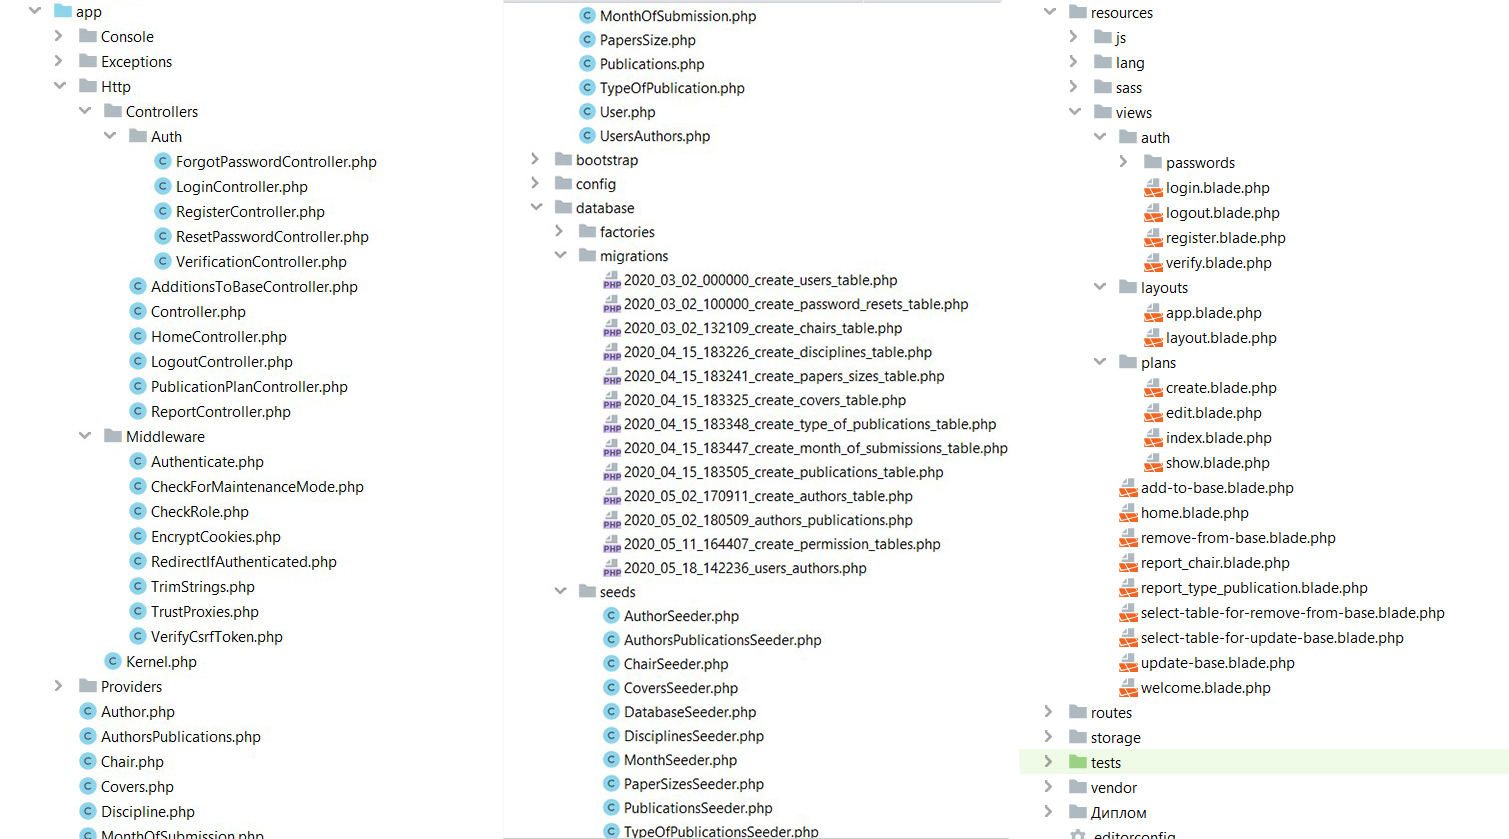 app
Console
Exceptions
Http
Controllers
Auth
ForgotPasswordController.php
LoginController.php
RegisterController.php
ResetPasswordController.php
VerificationController.php
AdditionsToBaseController.php
Controller.php
HomeController.php
LogoutController.php
PublicationPlanController.php
ReportController.php
Middleware
Authenticate.php
CheckForMaintenanceMode.php
CheckRole.php
EncryptCookies.php
RedirectIfAuthenticated.php
TrimStrings.php
TrustProxies.php
VerifyCsrfToken.php
Kernel.php
Providers
Author.php
AuthorsPublications.php
Chair.php
Covers.php
Discipline.php
MonthOfSubmission.php
MonthOfSubmission.php
PapersSize.php
Publications.php
TypeOfPublication.php
User.php
UsersAuthors.php
bootstrap
config
database
factories
migrations
2020_03_02_000000_create_users_table.php
2020_03_02_100000_create_password_resets_table.php
2020_03_02_132109_create_chairs_table.php
2020_04_15_183226_create_disciplines_table.php
2020_04_15_183241_create_papers_sizes_table.php
2020_04_15_183325_create_covers_table.php
2020_04_15_183348_create_type_of_publications_table.php
2020_04_15_183447_create_month_of_submissions_table.php
2020_04_15_183505_create_publications_table.php
2020_05_02_170911_create_authors_table.php
2020_05_02_180509_authors_publications.php
2020_05_11_164407_create_permission_tables.php
2020_05_18_142236_users_authors.php
seeds
AuthorSeeder.php
AuthorsPublicationsSeeder.php
ChairSeeder.php
CoversSeeder.php
DatabaseSeeder.php
DisciplinesSeeder.php
MonthSeeder.php
PaperSizesSeeder.php
PublicationsSeeder.php
TypeOfPublicationsSeeder.php
resources
js
lang
sass
views
auth
passwords
login.blade.php
logout.blade.php
register.blade.php
verify.blade.php
layouts
app.blade.php
layout.blade.php
plans
create.blade.php
edit.blade.php
index.blade.php
show.blade.php
add-to-base.blade.php
home.blade.php
remove-from-base.blade.php
report_chair.blade.php
report_type_publication.blade.php
select-table-for-remove-from-base.blade.php
select-table-for-update-base.blade.php
update-base.blade.php
welcome.blade.php
routes
storage
tests
vendor
Диплом
.editorconfig